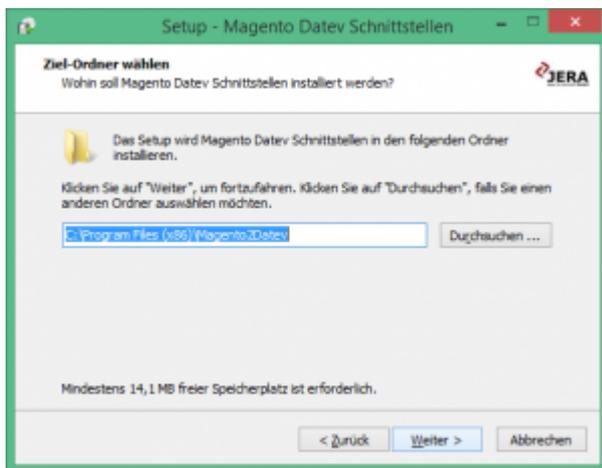 Setup - Magento Datev Schnittstellen
Ziel-Ordner wählen
Wohin soll Magento Datev Schnittstellen installiert werden?
JERA
Das Setup wird Magento Datev Schnittstellen in den folgenden Ordner
installieren.
Klicken Sie auf "Weiter", um fortzufahren. Klicken Sie auf "Durchsuchen", falls Sie einen
anderen Ordner auswählen möchten.
C:\Program Files (x86)\Magento2Datev
Durchsuchen ...
Mindestens 14,1 MB freier Speicherplatz ist erforderlich.
< Zurück
Weiter >
Abbrechen